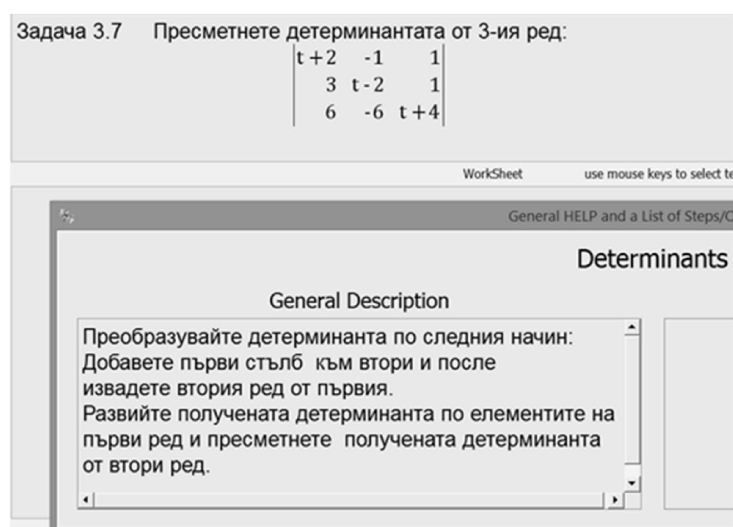 Задача 3.7 Пресметнете детерминантата от 3-ия ред:
t+2 -1 1
3 t-2 1
6 -6 t+4
WorkSheet use mouse keys to select te
General HELP and a List of Steps/O
Determinants
General Description
Преобразувайте детерминанта по следния начин:
Добавете първи стълб към втори и после
извадете втория ред от първия.
Развийте получената детерминанта по елементите на
първи ред и пресметнете получената детерминанта
от втори ред.